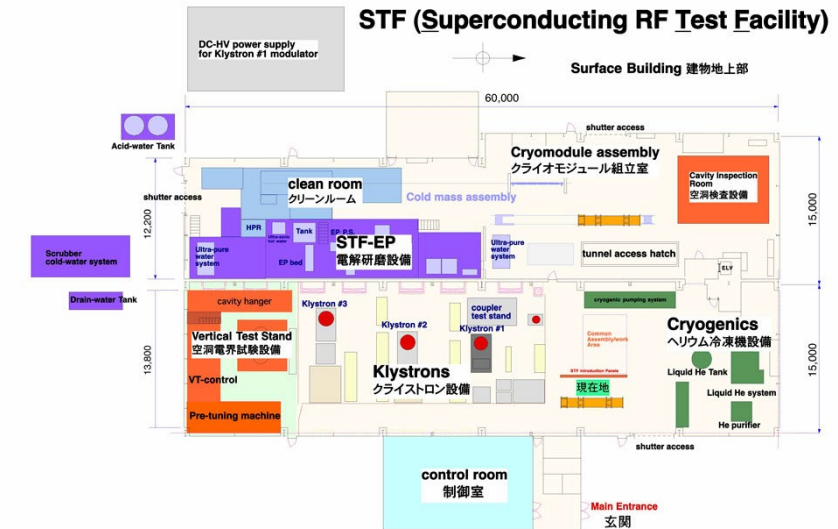 STF (Superconducting RF Test Facility)
DC-HV power supply
for Klystron #1 modulator
Surface Building 建物地上部
60,000
shutter access
Acid-water Tank
Cryomodule assembly
クライオモジュール組立室
Cavity Inspection
Room
空洞検査設備
clean room
クリーンルーム
Cold mass assembly
shutter access
12,200
15,000
HPR
Tank
EP P.S.
STF-EP
電解研磨設備
Ultra-pure
water
system
EP bed
Ultra-pure
water
system
tunnel access hatch
ELV
Scrubber
cold-water system
Drain-water Tank
cavity hanger
Klystron #3
Klystron #2
Klystron #1
coupler
test stand
cryogenic pumping system
Vertical Test Stand
空洞電界試験設備
Common
Assembly/work
Area
Cryogenics
ヘリウム冷凍機設備
13,800
15,000
Klystrons
クライストロン設備
STF Introduction Panels
現在地
Liquid He Tank
VT-control
Liquid He system
Pre-tuning machine
He purifier
shutter access
control room
制御室
Main Entrance
玄関